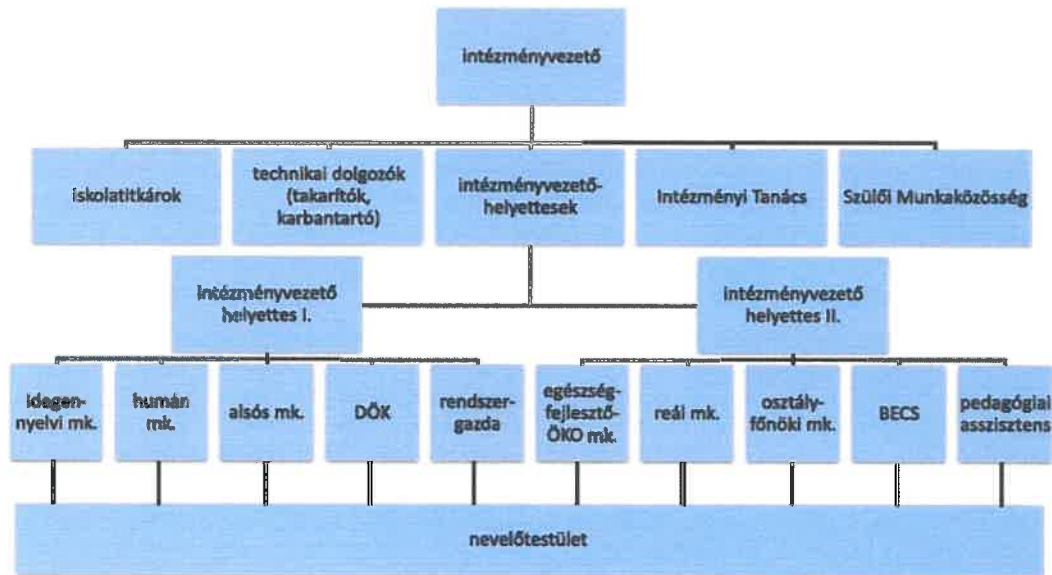 intézményvezető
iskolatitkárok
technikai dolgozók
(takarítók,
karbantartó)
intézményvezető-
helyettesek
Intézményi Tanács
Szülői Munkaközösség
intézményvezető
helyettes I.
intézményvezető
helyettes II.
idegen-
nyelvi mk.
humán
mk.
alsós mk.
DÖK
rendszer-
gazda
egészség-
fejlesztő-
ÖKO mk.
reál mk.
osztály-
főnöki mk.
BECS
pedagógiai
asszisztens
nevelőtestület